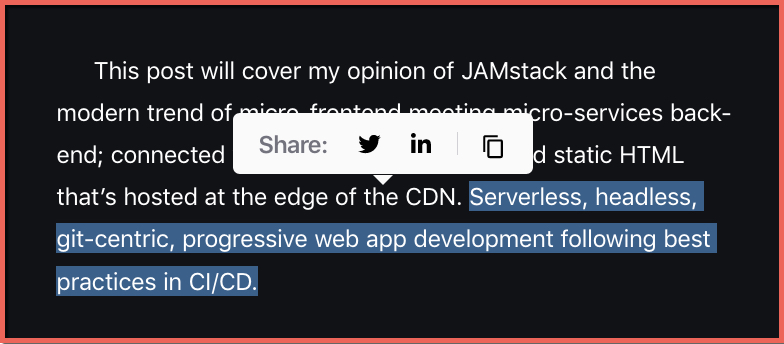 This post will cover my opinion of JAMstack and the
modern trend of micro-frontend meeting micro-services back-
Share:
end; connected d static HTML
that’s hosted at the edge of the CDN. Serverless, headless,
git-centric, progressive web app development following best
practices in CI/CD.